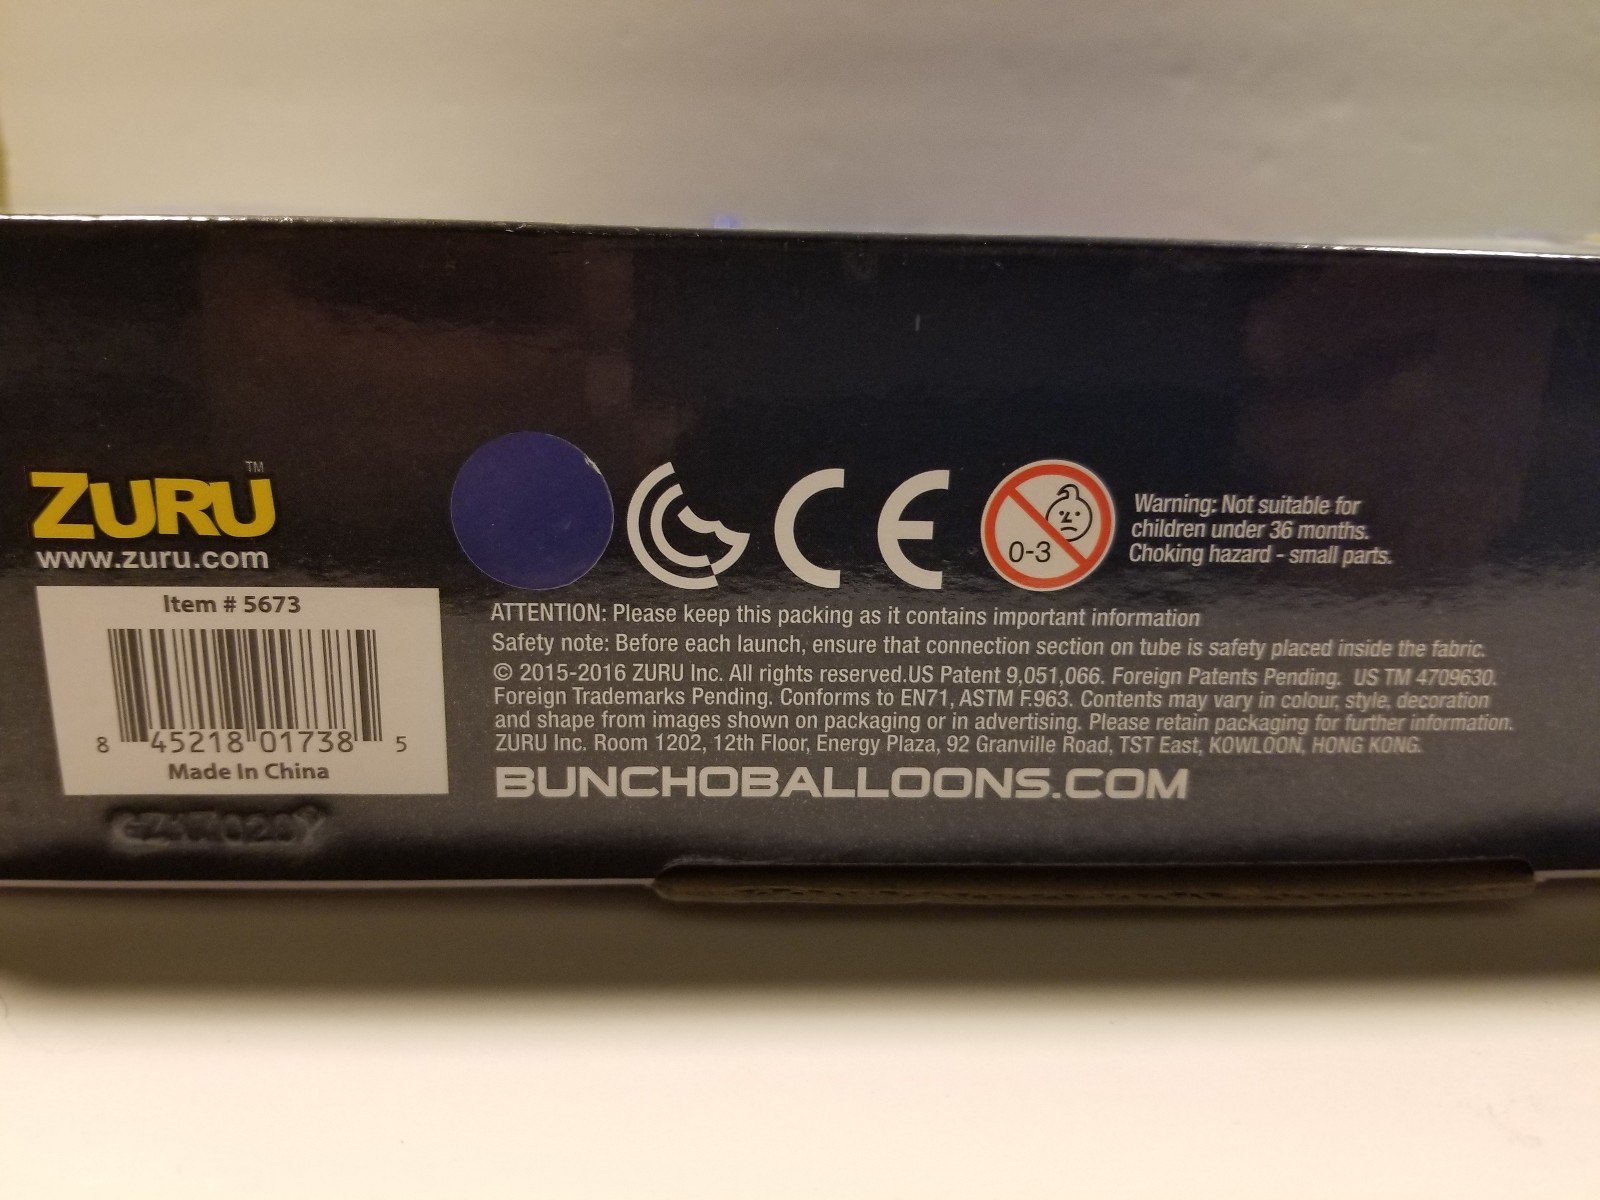 ZURU™
www.zuru.com
Item # 5673
8 45218 01738 5
Made In China
CE
0-3
Warning: Not suitable for
children under 36 months.
Choking hazard - small parts.
ATTENTION: Please keep this packing as it contains important information
Safety note: Before each launch, ensure that connection section on tube is safety placed inside the fabric.
© 2015-2016 ZURU Inc. All rights reserved.US Patent 9,051,066. Foreign Patents Pending. US TM 4709630.
Foreign Trademarks Pending. Conforms to EN71, ASTM F.963. Contents may vary in colour, style, decoration
and shape from images shown on packaging or in advertising. Please retain packaging for further information.
ZURU Inc. Room 1202, 12th Floor, Energy Plaza, 92 Granville Road, TST East, KOWLOON, HONG KONG.
BUNCHOBALLOONS.COM